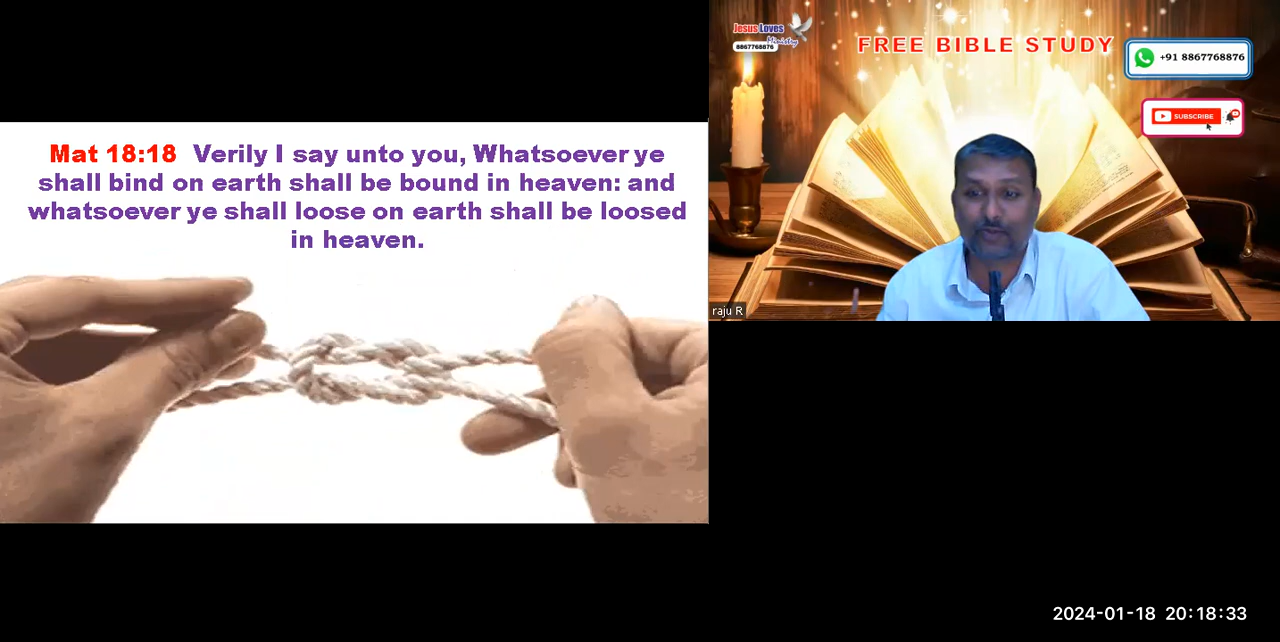 Mat 18:18 Verily I say unto you, Whatsoever ye
shall bind on earth shall be bound in heaven: and
whatsoever ye shall loose on earth shall be loosed
in heaven.
Jesus Loves
Ministry
8867768876
FREE BIBLE STUDY
+91 8867768876
SUBSCRIBE
raju R
2024-01-18 20:18:33